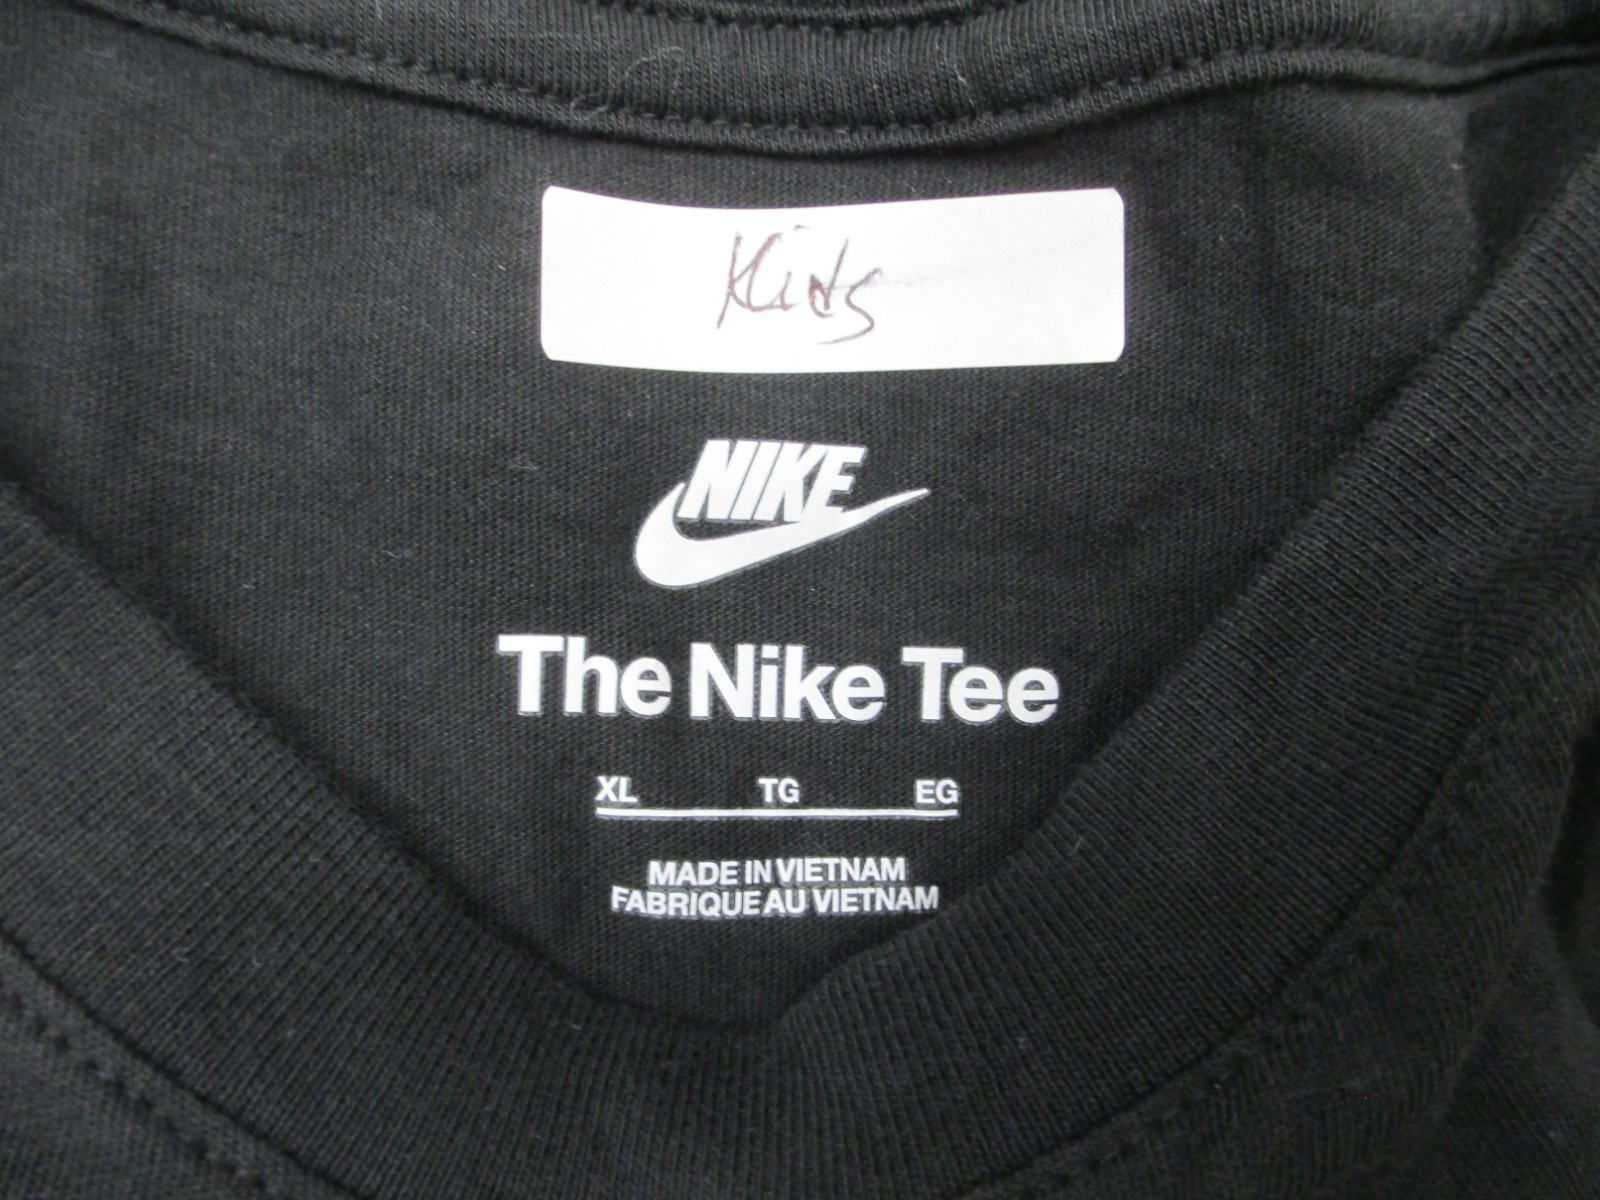 Kids
NIKE
The Nike Tee
XL TG EG
MADE IN VIETNAM
FABRIQUE AU VIETNAM